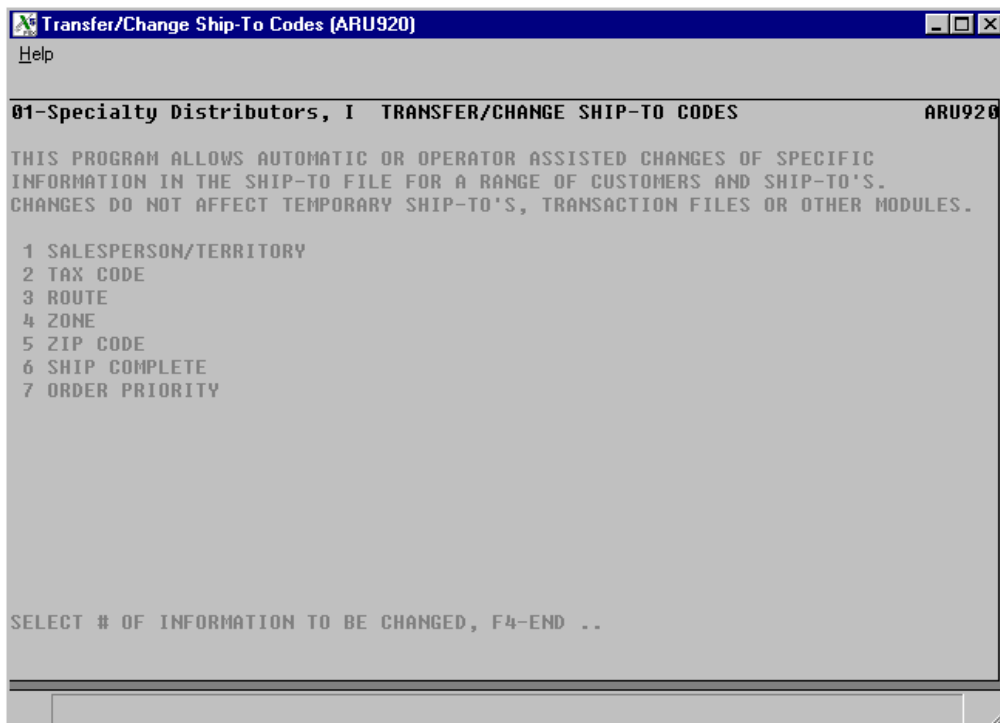 Transfer/Change Ship-To Codes (ARU920)
Help
01-Specialty Distributors, I TRANSFER/CHANGE SHIP-TO CODES ARU920
THIS PROGRAM ALLOWS AUTOMATIC OR OPERATOR ASSISTED CHANGES OF SPECIFIC
INFORMATION IN THE SHIP-TO FILE FOR A RANGE OF CUSTOMERS AND SHIP-TO'S.
CHANGES DO NOT AFFECT TEMPORARY SHIP-TO'S, TRANSACTION FILES OR OTHER MODULES.
1 SALESPERSON/TERRITORY
2 TAX CODE
3 ROUTE
4 ZONE
5 ZIP CODE
6 SHIP COMPLETE
7 ORDER PRIORITY
SELECT # OF INFORMATION TO BE CHANGED, F4-END ..